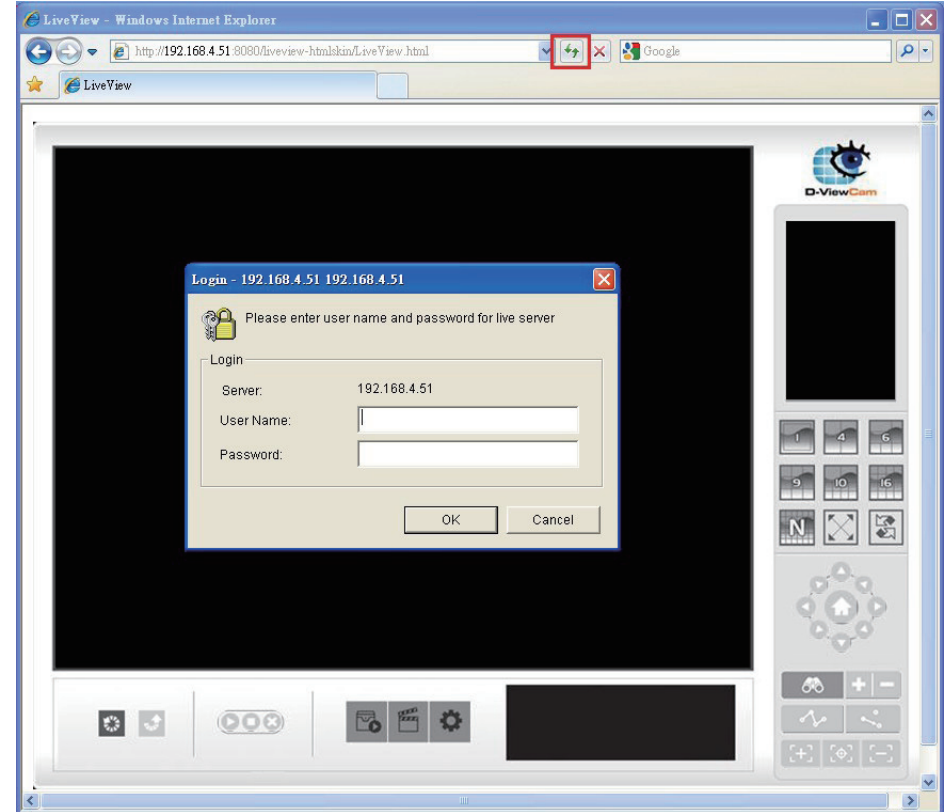 LiveView - Windows Internet Explorer
http://192.168.4.51:8080/liveview-htmlskin/LiveView.html
Google
LiveView
D-ViewCam
Login - 192.168.4.51 192.168.4.51
Please enter user name and password for live server
Login
Server: 192.168.4.51
User Name:
Password:
OK Cancel
1 4 6
9 10 16
N